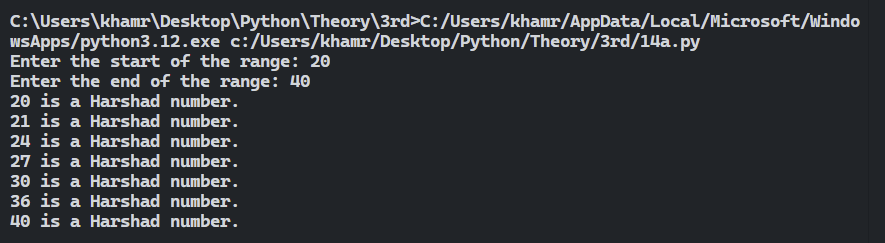 C:\Users\khamr\Desktop\Python\Theory\3rd>C:/Users/khamr/AppData/Local/Microsoft/Windo
wsApps/python3.12.exe c:/Users/khamr/Desktop/Python/Theory/3rd/14a.py
Enter the start of the range: 20
Enter the end of the range: 40
20 is a Harshad number.
21 is a Harshad number.
24 is a Harshad number.
27 is a Harshad number.
30 is a Harshad number.
36 is a Harshad number.
40 is a Harshad number.